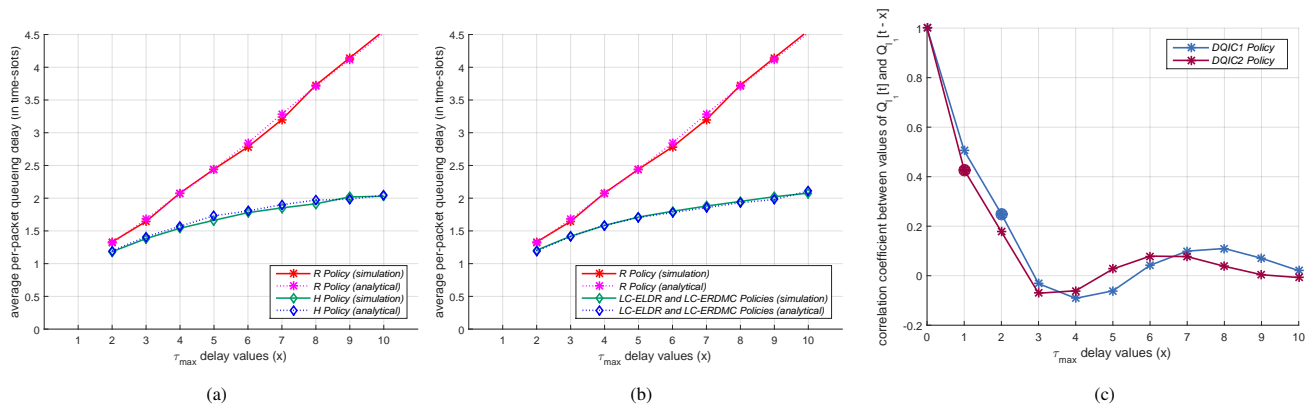 average per-packet queueing delay (in time-slots)
4.5
4
3.5
3
2.5
2
1.5
1
0.5
0
1 2 3 4 5 6 7 8 9 10
τmax delay values (x)
R Policy (simulation)
R Policy (analytical)
H Policy (simulation)
H Policy (analytical)
(a)
average per-packet queueing delay (in time-slots)
4.5
4
3.5
3
2.5
2
1.5
1
0.5
0
1 2 3 4 5 6 7 8 9 10
τmax delay values (x)
R Policy (simulation)
R Policy (analytical)
LC-ELDR and LC-ERDMC Policies (simulation)
LC-ELDR and LC-ERDMC Policies (analytical)
(b)
correlation coefficient between values of Q_l_1 [t] and Q_l_1 [t - x]
1
0.8
0.6
0.4
0.2
0
-0.2
0 1 2 3 4 5 6 7 8 9 10
τmax delay values (x)
DQIC1 Policy
DQIC2 Policy
(c)